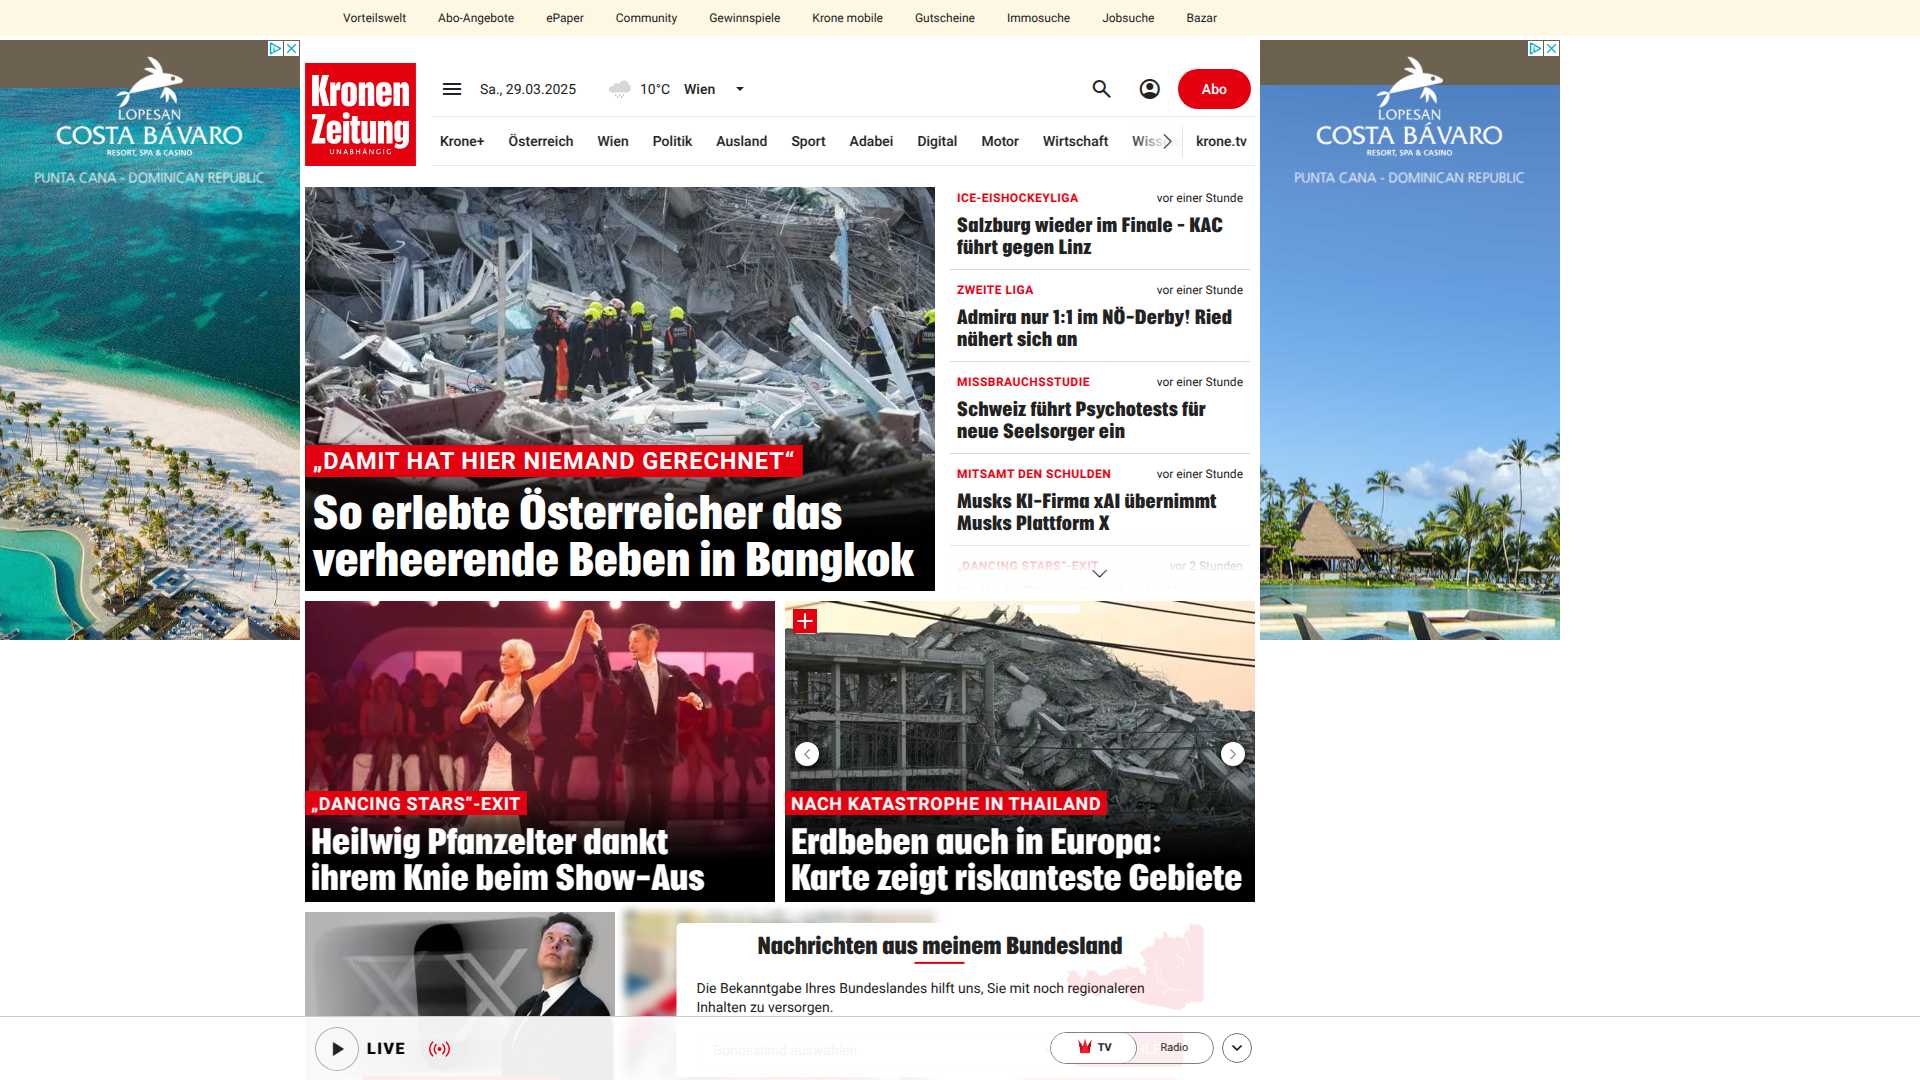 Vorteilswelt Abo-Angebote ePaper Community Gewinnspiele Krone mobile Gutscheine Immosuche Jobsuche Bazar
LOPESAN
COSTA BÁVARO
RESORT, SPA & CASINO
PUNTA CANA - DOMINICAN REPUBLIC
Kronen
Zeitung
UNABHÄNGIG
Sa., 29.03.2025 10°C Wien
Abo
Krone+ Österreich Wien Politik Ausland Sport Adabei Digital Motor Wirtschaft Wiss krone.tv
LOPESAN
COSTA BÁVARO
RESORT, SPA & CASINO
PUNTA CANA - DOMINICAN REPUBLIC
„DAMIT HAT HIER NIEMAND GERECHNET“
So erlebte Österreicher das
verheerende Beben in Bangkok
ICE-EISHOCKEYLIGA vor einer Stunde
Salzburg wieder im Finale – KAC
führt gegen Linz
ZWEITE LIGA vor einer Stunde
Admira nur 1:1 im NÖ-Derby! Ried
nähert sich an
MISSBRAUCHSSTUDIE vor einer Stunde
Schweiz führt Psychotests für
neue Seelsorger ein
MITSAMT DEN SCHULDEN vor einer Stunde
Musks KI-Firma xAI übernimmt
Musks Plattform X
„DANCING STARS“-EXIT vor 2 Stunden
„DANCING STARS“-EXIT
Heilwig Pfanzelter dankt
ihrem Knie beim Show-Aus
NACH KATASTROPHE IN THAILAND
Erdbeben auch in Europa:
Karte zeigt riskanteste Gebiete
Nachrichten aus meinem Bundesland
Die Bekanntgabe Ihres Bundeslandes hilft uns, Sie mit noch regionaleren
Inhalten zu versorgen.
Bundesland auswählen
LIVE
TV Radio